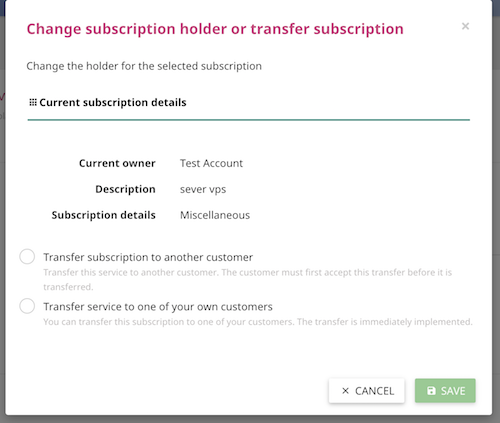 Change subscription holder or transfer subscription
×
Change the holder for the selected subscription
Current subscription details
Current owner Test Account
Description sever vps
Subscription details Miscellaneous
Transfer subscription to another customer
Transfer this service to another customer. The customer must first accept this transfer before it is
transferred.
Transfer service to one of your own customers
You can transfer this subscription to one of your customers. The transfer is immediately implemented.
× CANCEL
SAVE